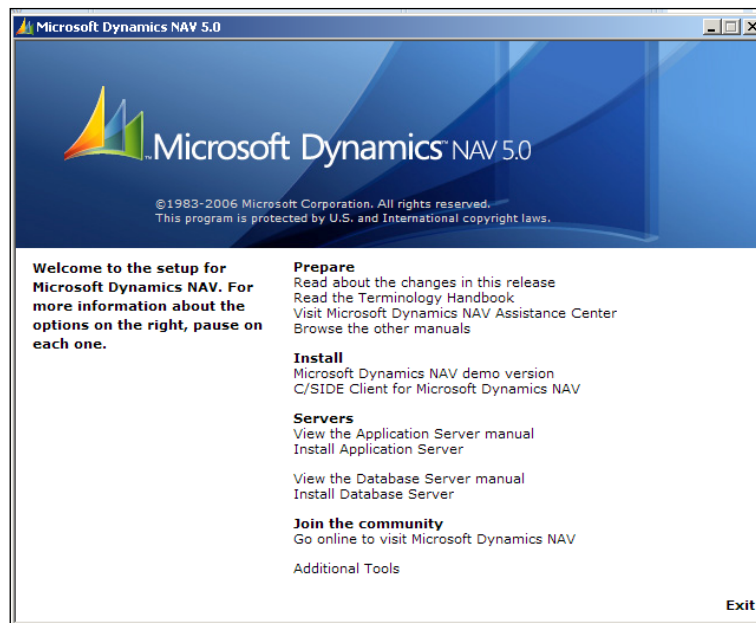 Microsoft Dynamics NAV 5.0
Microsoft Dynamics™ NAV 5.0
©1983-2006 Microsoft Corporation. All rights reserved.
This program is protected by U.S. and International copyright laws.
Welcome to the setup for
Microsoft Dynamics NAV. For
more information about the
options on the right, pause on
each one.
Prepare
Read about the changes in this release
Read the Terminology Handbook
Visit Microsoft Dynamics NAV Assistance Center
Browse the other manuals
Install
Microsoft Dynamics NAV demo version
C/SIDE Client for Microsoft Dynamics NAV
Servers
View the Application Server manual
Install Application Server
View the Database Server manual
Install Database Server
Join the community
Go online to visit Microsoft Dynamics NAV
Additional Tools
Exit